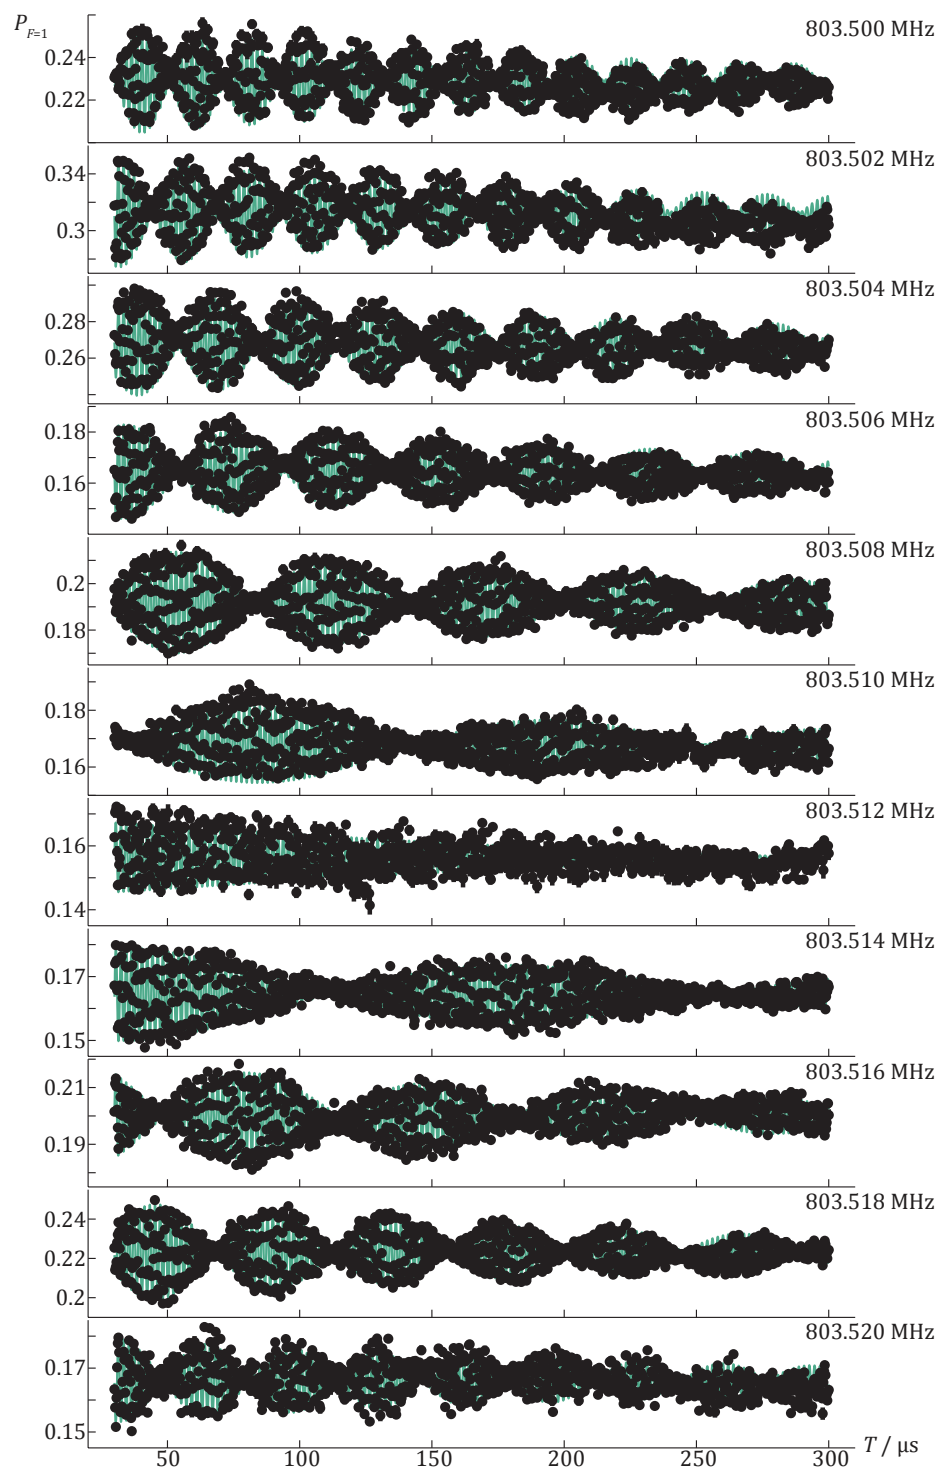 P_F=1
803.500 MHz
0.24
0.22
803.502 MHz
0.34
0.3
803.504 MHz
0.28
0.26
803.506 MHz
0.18
0.16
803.508 MHz
0.2
0.18
803.510 MHz
0.18
0.16
803.512 MHz
0.16
0.14
803.514 MHz
0.17
0.15
803.516 MHz
0.21
0.19
803.518 MHz
0.24
0.22
0.2
803.520 MHz
0.17
0.15
50 100 150 200 250 300 T / µs